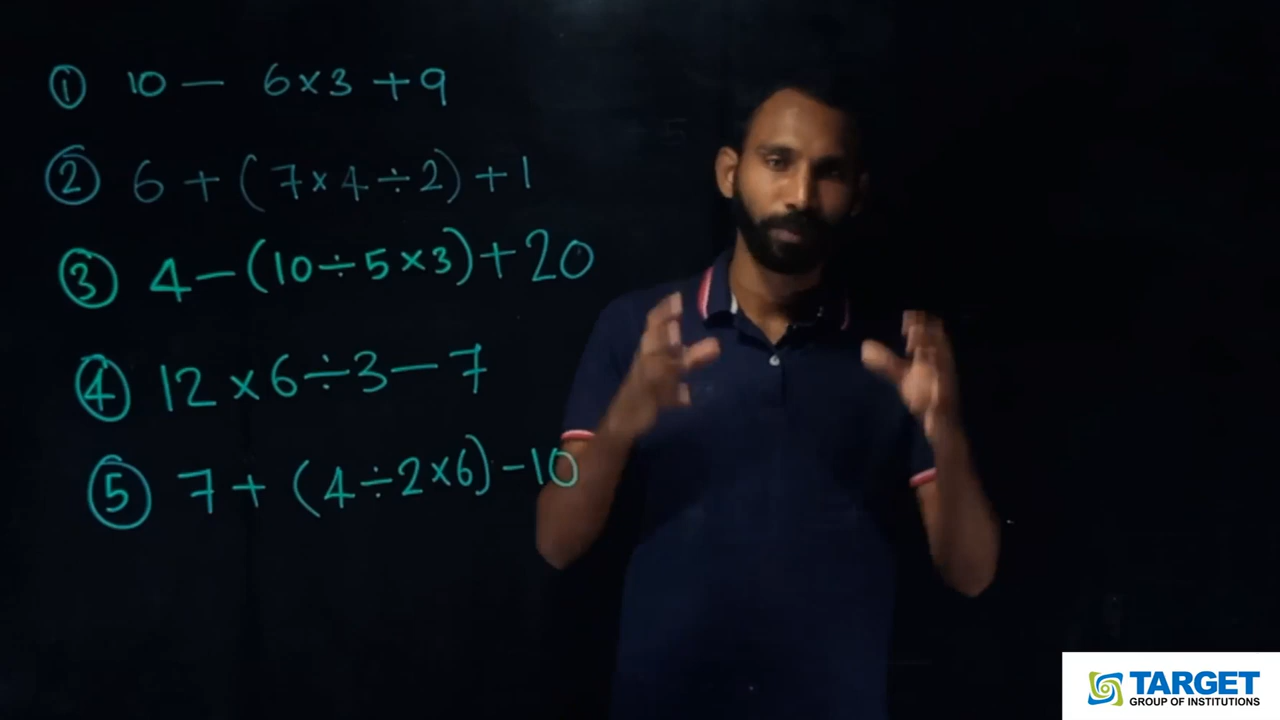 ① 10 − 6×3 +9
② 6 + (7×4÷2) +1
③ 4−(10÷5×3)+20
④ 12×6÷3−7
⑤ 7+ (4÷2×6)−10
TARGET
GROUP OF INSTITUTIONS